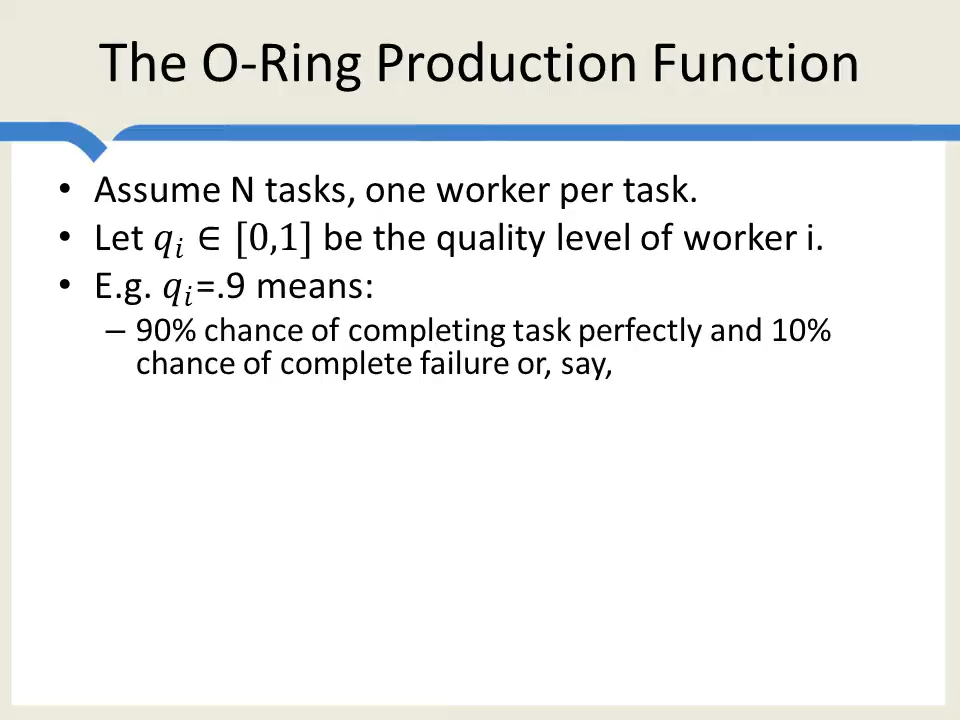 The O-Ring Production Function
• Assume N tasks, one worker per task.
• Let 𝑞ᵢ ∈ [0,1] be the quality level of worker i.
• E.g. 𝑞ᵢ=.9 means:
– 90% chance of completing task perfectly and 10%
chance of complete failure or, say,